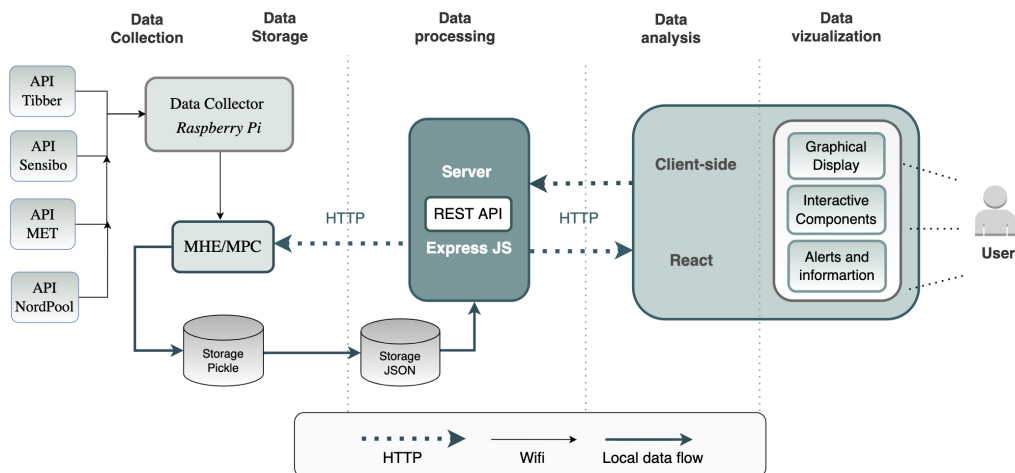 Data
Collection
Data
Storage
Data
processing
Data
analysis
Data
vizualization
API
Tibber
API
Sensibo
API
MET
API
NordPool
Data Collector
Raspberry Pi
MHE/MPC
HTTP
Storage
Pickle
Storage
JSON
Server
REST API
Express JS
HTTP
Client-side
React
Graphical
Display
Interactive
Components
Alerts and
informartion
User
HTTP
Wifi
Local data flow